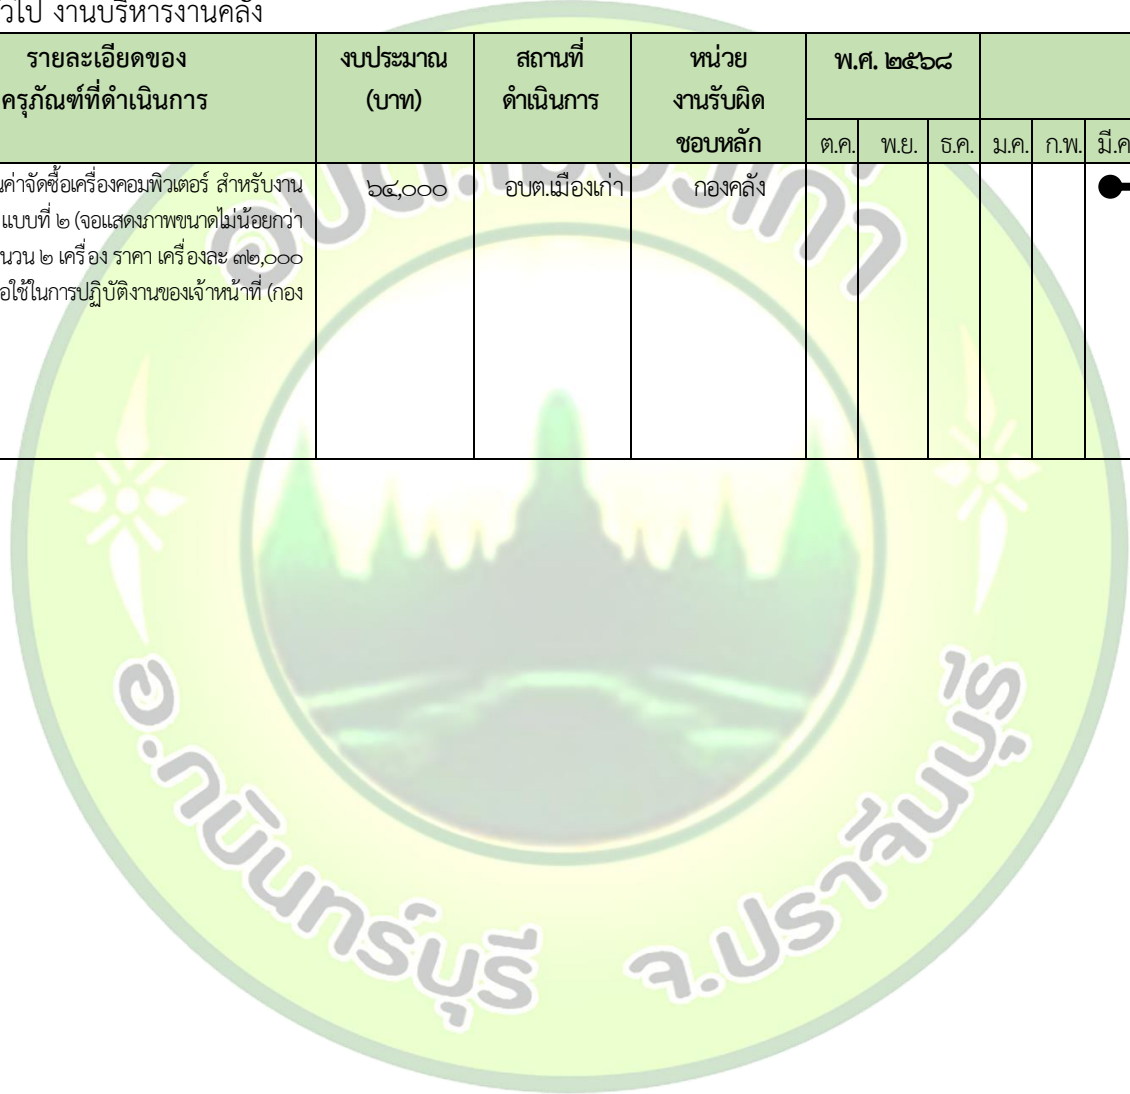 วไป งานบริหารงานคลัง
รายละเอียดของ
ครุภัณฑ์ที่ดำเนินการ
งบประมาณ
(บาท)
สถานที่
ดำเนินการ
หน่วย
งานรับผิด
ชอบหลัก
พ.ศ. ๒๕๖๘
ต.ค. พ.ย. ธ.ค. ม.ค. ก.พ. มี.ค
นค่าจัดซื้อเครื่องคอมพิวเตอร์ สำหรับงาน
แบบที่ ๒ (จอแสดงภาพขนาดไม่น้อยกว่า
นวน ๒ เครื่อง ราคา เครื่องละ ๓๒,๐๐๐
อใช้ในการปฏิบัติงานของเจ้าหน้าที่ (กอง
๖๔,๐๐๐
อบต.เมืองเก่า
กองคลัง
อบต.เมืองเก่า
อ.กบินทร์บุรี จ.ปราจีนบุรี